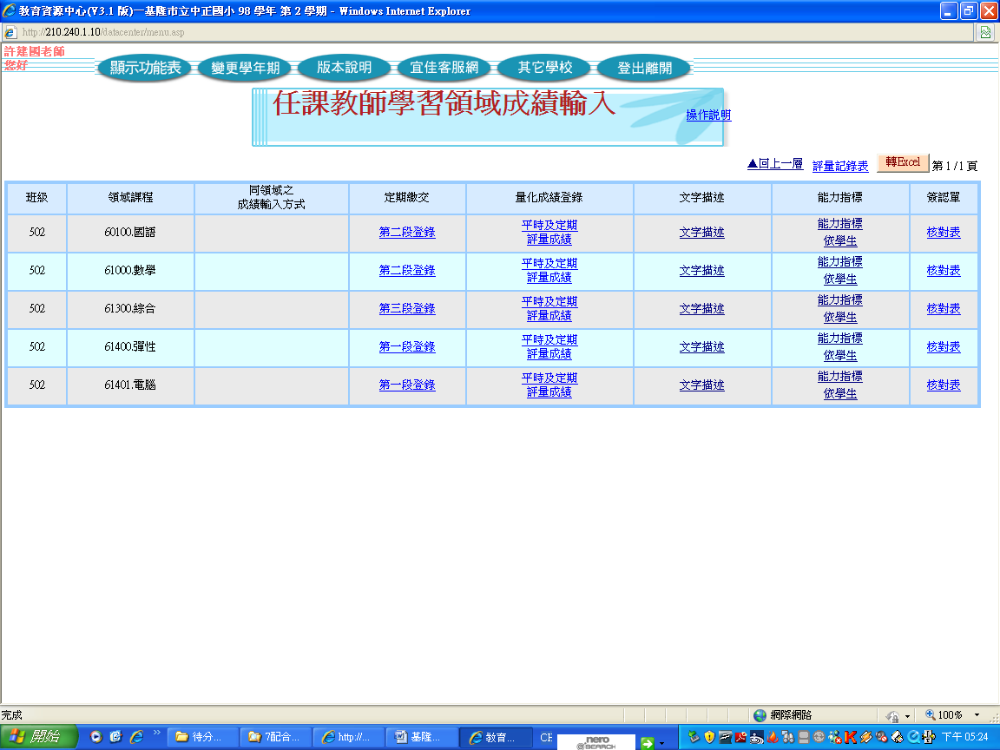 教育資源中心(V3.1 版)─基隆市立中正國小 98 學年 第 2 學期 - Windows Internet Explorer
http://210.240.1.10/datacenter/menu.asp
許建國老師
您好
顯示功能表 變更學年期 版本說明 宜佳客服網 其它學校 登出離開
任課教師學習領域成績輸入
操作說明
▲回上一層 評量記錄表 轉Excel 第 1 / 1 頁
班級 領域課程 同領域之 定期繳交 量化成績登錄 文字描述 能力指標 簽認單
成績輸入方式
502 60100.國語 第二段登錄 平時及定期 文字描述 能力指標 核對表
評量成績 依學生
502 61000.數學 第二段登錄 平時及定期 文字描述 能力指標 核對表
評量成績 依學生
502 61300.綜合 第三段登錄 平時及定期 文字描述 能力指標 核對表
評量成績 依學生
502 61400.彈性 第一段登錄 平時及定期 文字描述 能力指標 核對表
評量成績 依學生
502 61401.電腦 第一段登錄 平時及定期 文字描述 能力指標 核對表
評量成績 依學生
完成 網際網路 100%
開始 待分... 7配合... http://... 基隆... 教育... CH nero SEARCH 下午 05:24